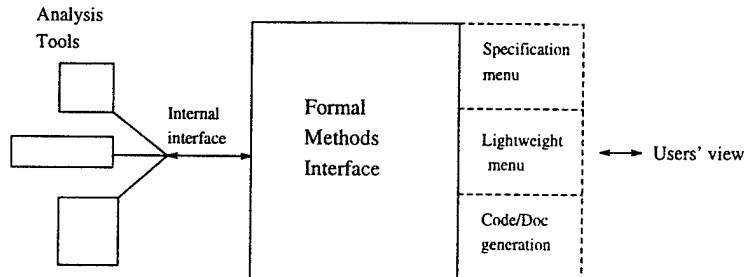 Analysis
Tools
Internal
interface
Formal
Methods
Interface
Specification
menu
Lightweight
menu
Code/Doc
generation
Users' view